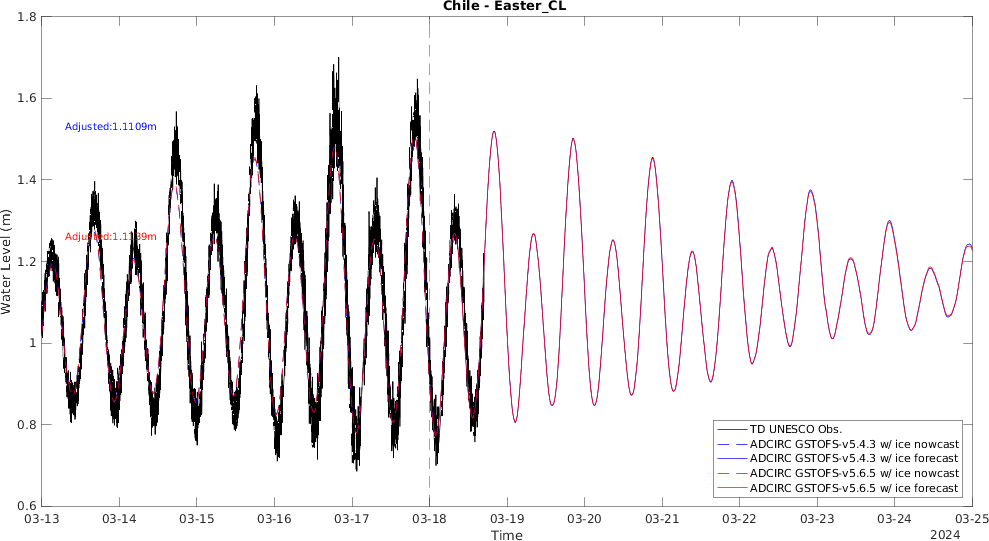 Chile - Easter_CL
1.8
1.6
1.4
1.2
1
0.8
0.6
Water Level (m)
Adjusted:1.1109m
TD UNESCO Obs.
ADCIRC GSTOFS-v5.4.3 w/ ice nowcast
ADCIRC GSTOFS-v5.4.3 w/ ice forecast
ADCIRC GSTOFS-v5.6.5 w/ ice nowcast
ADCIRC GSTOFS-v5.6.5 w/ ice forecast
03-13
03-14
03-15
03-16
03-17
03-18
03-19
03-20
03-21
03-22
03-23
03-24
03-25
Time
2024